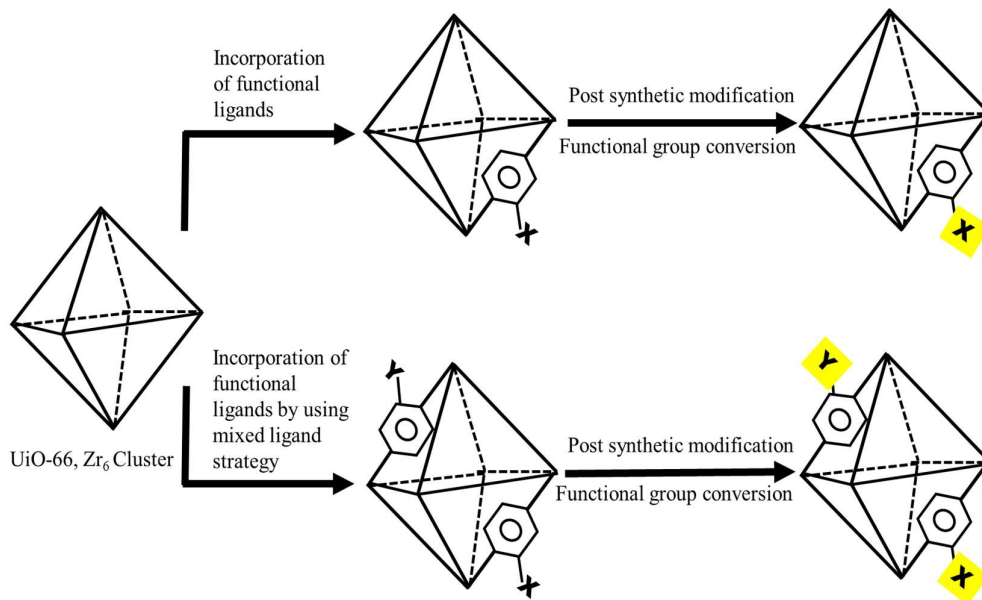 Incorporation
of functional
ligands
X
Post synthetic modification
Functional group conversion
X
UiO-66, Zr₆ Cluster
Incorporation of
functional
ligands by using
mixed ligand
strategy
Y
X
Post synthetic modification
Functional group conversion
Y
X